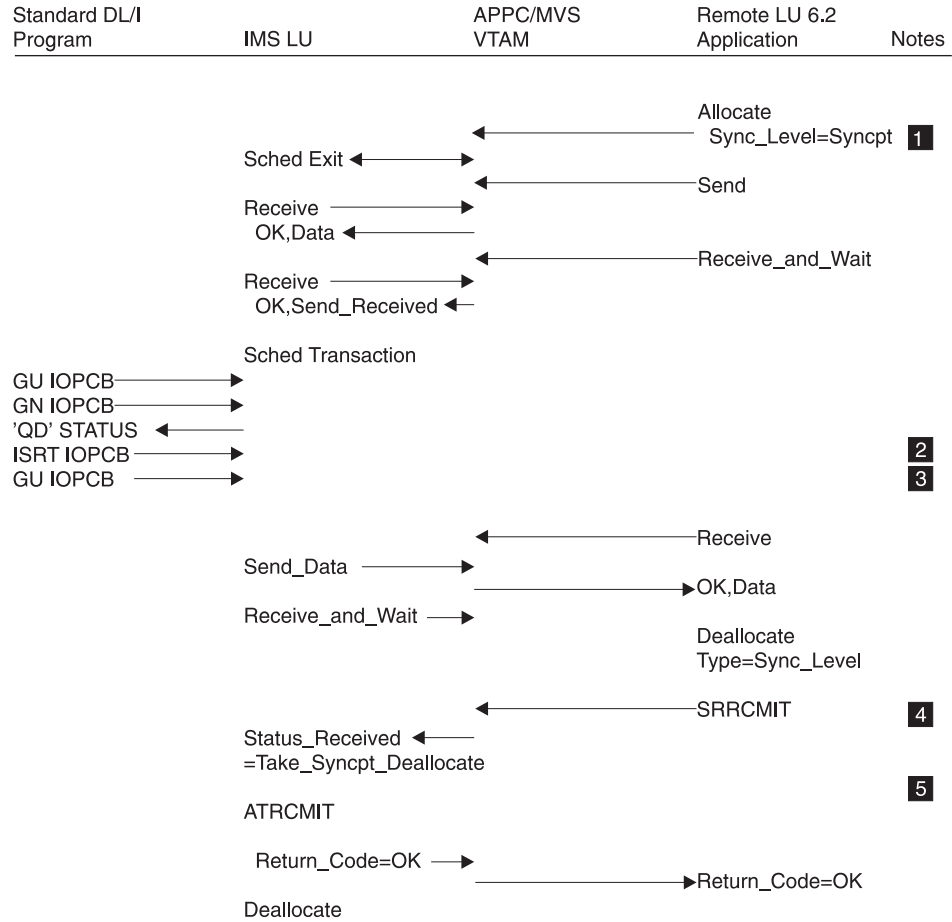 Standard DL/I Program IMS LU APPC/MVS VTAM Remote LU 6.2 Application Notes
Allocate
Sync_Level=Syncpt 1
Sched Exit
Send
Receive
OK,Data
Receive_and_Wait
Receive
OK,Send_Received
Sched Transaction
GU IOPCB
GN IOPCB
'QD' STATUS
ISRT IOPCB 2
GU IOPCB 3
Receive
Send_Data
OK,Data
Receive_and_Wait
Deallocate
Type=Sync_Level
SRRCMIT 4
Status_Received
=Take_Syncpt_Deallocate
5
ATRCMIT
Return_Code=OK
Return_Code=OK
Deallocate